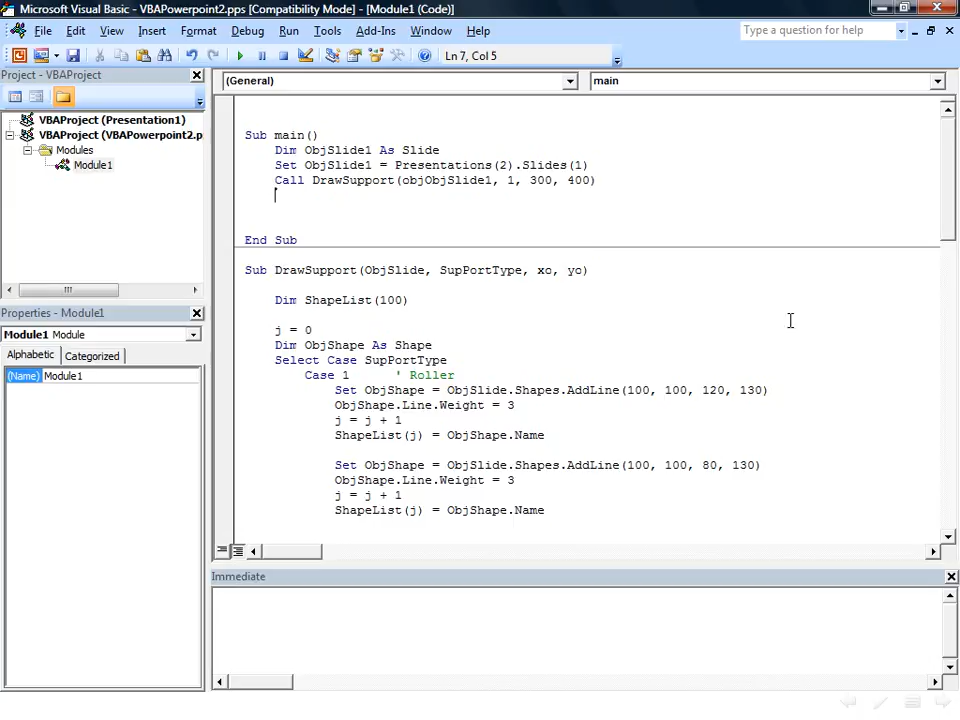 Microsoft Visual Basic - VBAPowerpoint2.pps [Compatibility Mode] - [Module1 (Code)]
File Edit View Insert Format Debug Run Tools Add-Ins Window Help
Type a question for help
Ln 7, Col 5
Project - VBAProject
(General)
main
VBAProject (Presentation1)
VBAProject (VBAPowerpoint2.p
Modules
Module1
Sub main()
Dim ObjSlide1 As Slide
Set ObjSlide1 = Presentations(2).Slides(1)
Call DrawSupport(objObjSlide1, 1, 300, 400)
End Sub
Sub DrawSupport(ObjSlide, SupPortType, xo, yo)
Dim ShapeList(100)
j = 0
Dim ObjShape As Shape
Select Case SupPortType
Case 1 ' Roller
Set ObjShape = ObjSlide.Shapes.AddLine(100, 100, 120, 130)
ObjShape.Line.Weight = 3
j = j + 1
ShapeList(j) = ObjShape.Name
Set ObjShape = ObjSlide.Shapes.AddLine(100, 100, 80, 130)
ObjShape.Line.Weight = 3
j = j + 1
ShapeList(j) = ObjShape.Name
Properties - Module1
Module1 Module
Alphabetic Categorized
(Name) Module1
Immediate